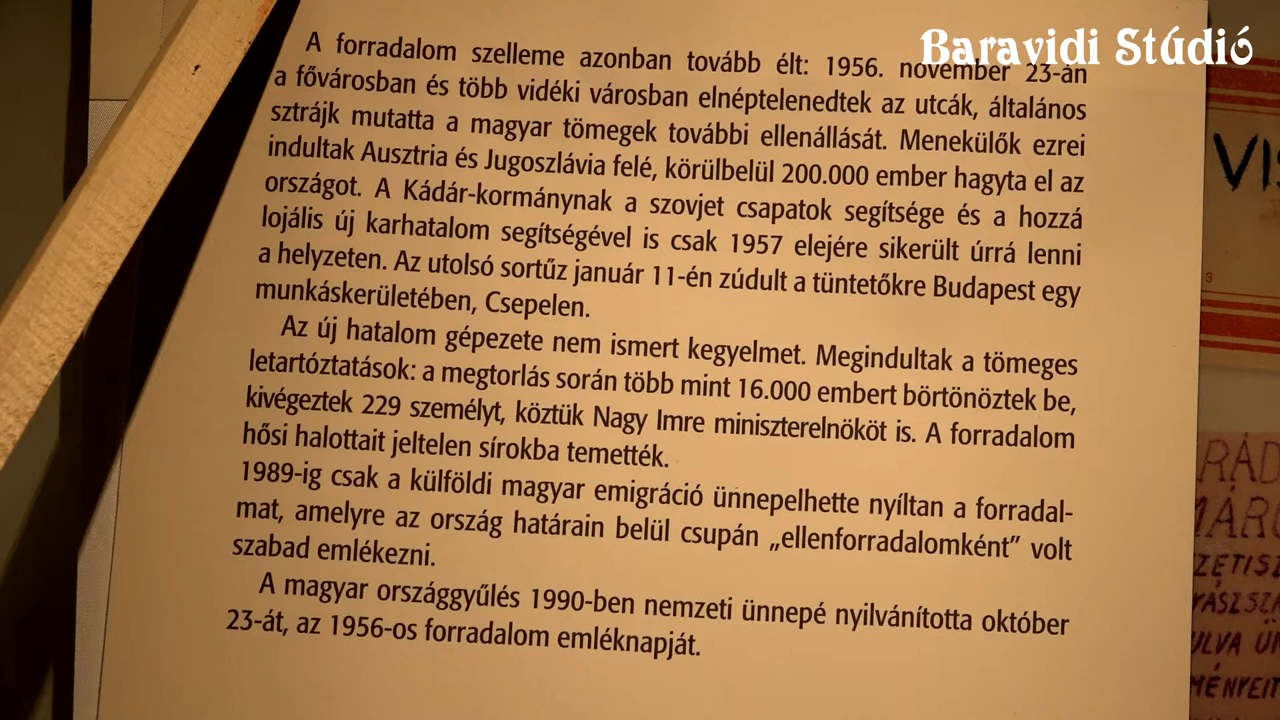 Baravidi Stúdió
A forradalom szelleme azonban tovább élt: 1956. november 23-án
a fővárosban és több vidéki városban elnéptelenedtek az utcák, általános
sztrájk mutatta a magyar tömegek további ellenállását. Menekülők ezrei
indultak Ausztria és Jugoszlávia felé, körülbelül 200.000 ember hagyta el az
országot. A Kádár-kormánynak a szovjet csapatok segítsége és a hozzá
lojális új karhatalom segítségével is csak 1957 elejére sikerült úrrá lenni
a helyzeten. Az utolsó sortűz január 11-én zúdult a tüntetőkre Budapest egy
munkáskerületében, Csepelen.
Az új hatalom gépezete nem ismert kegyelmet. Megindultak a tömeges
letartóztatások: a megtorlás során több mint 16.000 embert börtönöztek be,
kivégeztek 229 személyt, köztük Nagy Imre miniszterelnököt is. A forradalom
hősi halottait jeltelen sírokba temették.
1989-ig csak a külföldi magyar emigráció ünnepelhette nyíltan a forradal-
mat, amelyre az ország határain belül csupán „ellenforradalomként” volt
szabad emlékezni.
A magyar országgyűlés 1990-ben nemzeti ünnepé nyilvánította október
23-át, az 1956-os forradalom emléknapját.